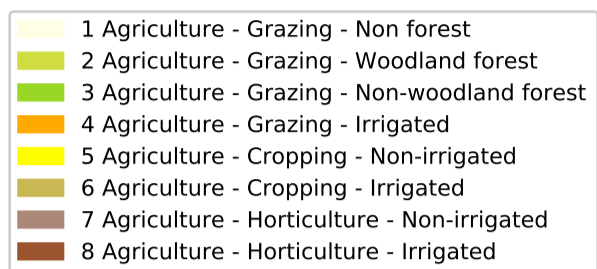 1 Agriculture - Grazing - Non forest
2 Agriculture - Grazing - Woodland forest
3 Agriculture - Grazing - Non-woodland forest
4 Agriculture - Grazing - Irrigated
5 Agriculture - Cropping - Non-irrigated
6 Agriculture - Cropping - Irrigated
7 Agriculture - Horticulture - Non-irrigated
8 Agriculture - Horticulture - Irrigated